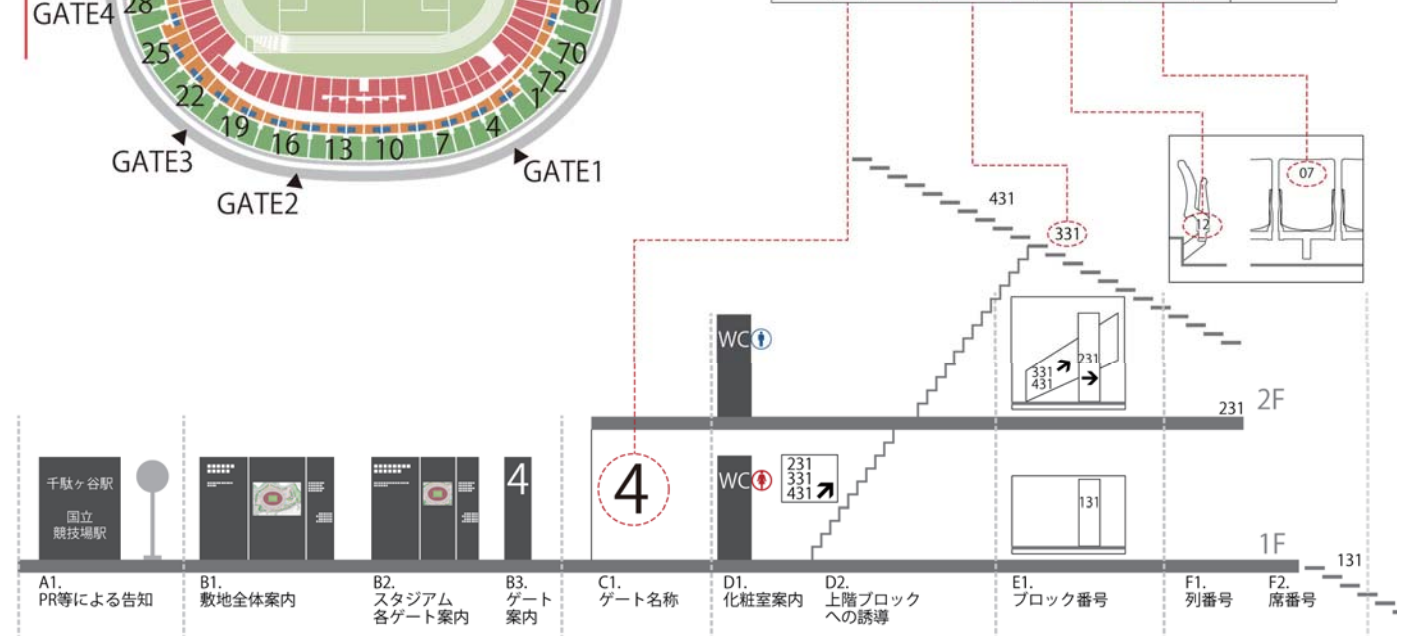 GATE4
28
25
22
19
16
13
10
7
4
1
72
70
67
GATE3
GATE2
GATE1
431
331
12
07
WC
331
431
231
231
2F
千駄ヶ谷駅
国立
競技場駅
4
4
WC
231
331
431
131
1F
131
A1.
PR等による告知
B1.
敷地全体案内
B2.
スタジアム
各ゲート案内
B3.
ゲート
案内
C1.
ゲート名称
D1.
化粧室案内
D2.
上階ブロック
への誘導
E1.
ブロック番号
F1.
列番号
F2.
席番号